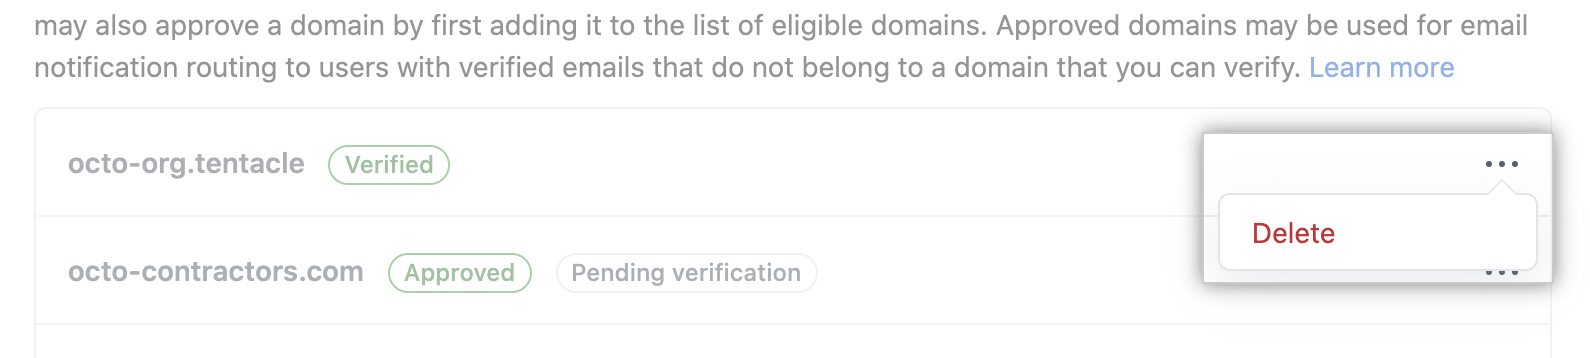 may also approve a domain by first adding it to the list of eligible domains. Approved domains may be used for email
notification routing to users with verified emails that do not belong to a domain that you can verify. Learn more
octo-org.tentacle Verified
Delete
octo-contractors.com Approved Pending verification